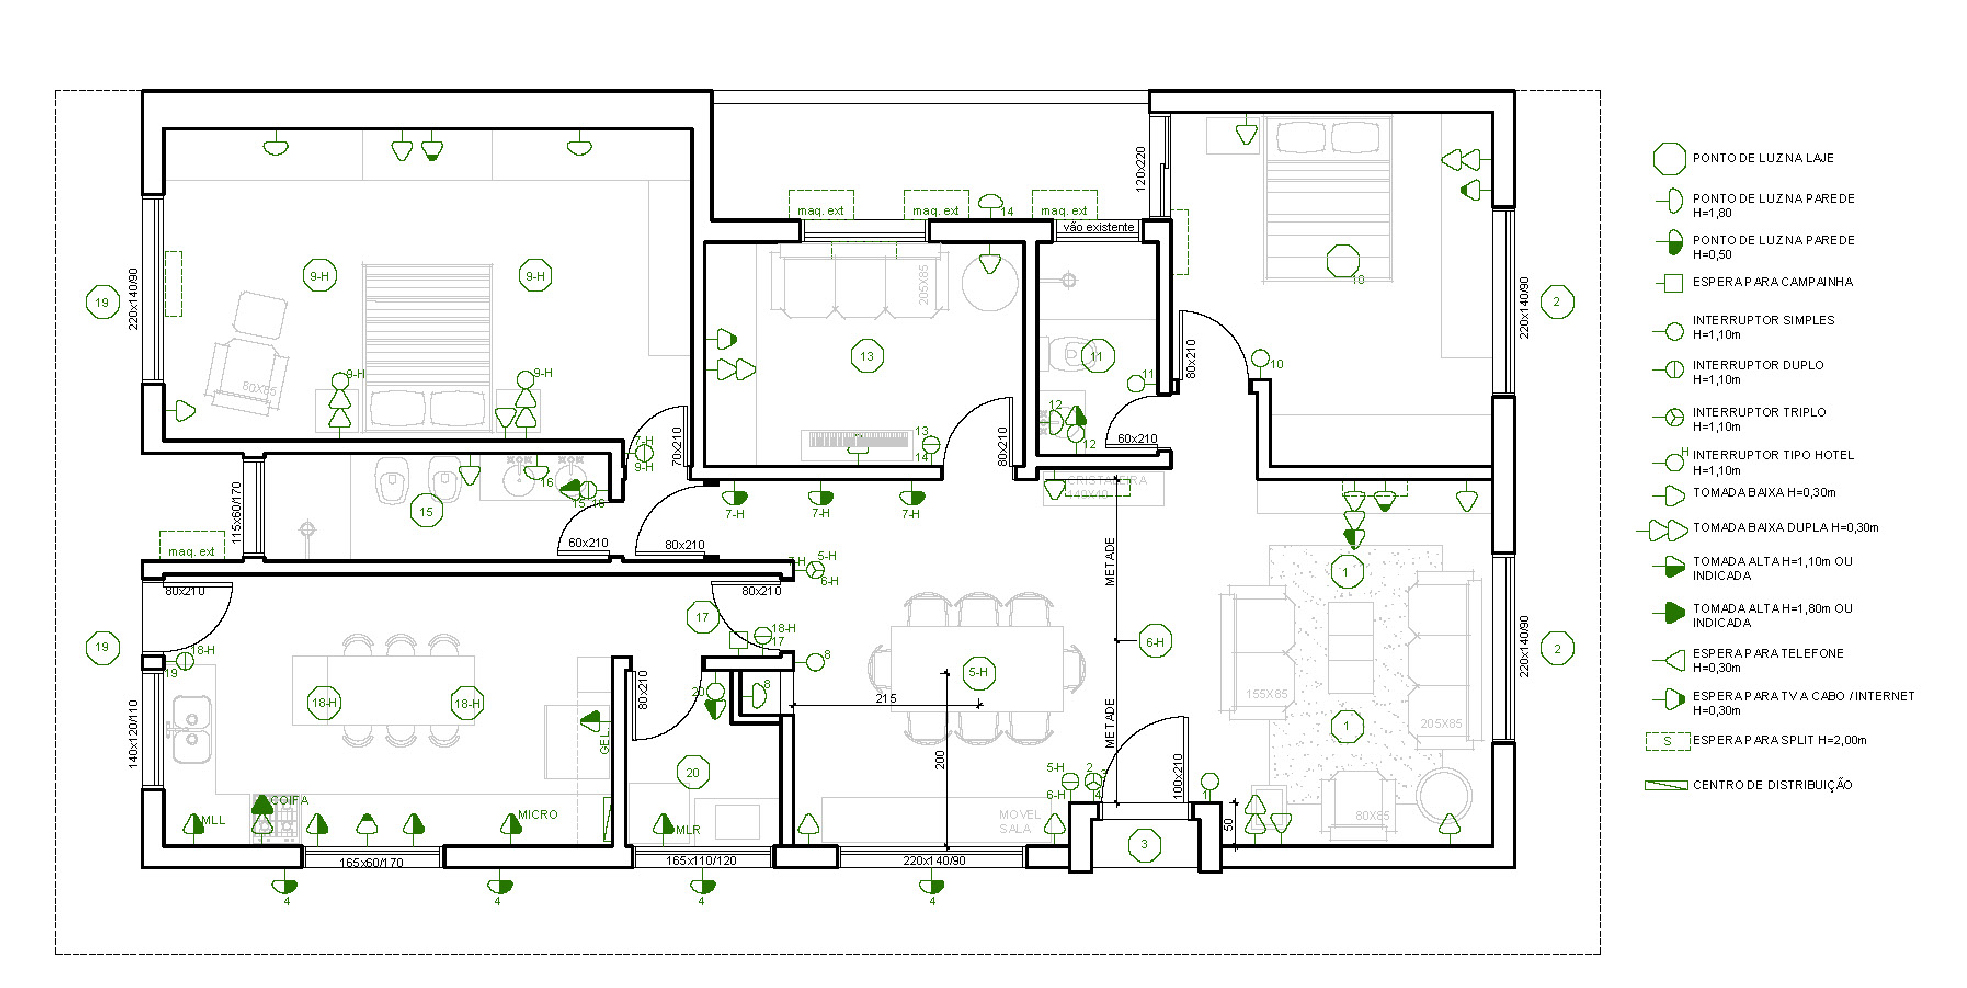 maq. ext
maq. ext
14
maq. ext
vão existente
120x220
220x140/90
19
9-H
9-H
80X85
9-H
9-H
205X85
13
11
11
12
12
80x210
60x210
10
10
220x140/90
2
7-H
9-H
70x210
13
14
80x210
115x60/170
maq. ext
15
16
15-16
60x210
80x210
7-H
7-H
7-H
CRISTALEIRA
140X40
METADE
METADE
1
1
6-H
155X85
205X85
80X85
220x140/90
2
80x210
80x210
7-H
5-H
6-H
17
18-H
17
8
8
19
18-H
19
18-H
18-H
GEL.
80x210
20
20
5-H
215
200
140x120/110
MLL
COIFA
MICRO
MLR
MOVEL
SALA
5-H
6-H
2
3
4
100x210
1
50
3
165x60/170
165x110/120
220x140/90
4
4
4
4
PONTO DE LUZ NA LAJE
PONTO DE LUZ NA PAREDE
H=1,80
PONTO DE LUZ NA PAREDE
H=0,50
ESPERA PARA CAMPAINHA
INTERRUPTOR SIMPLES
H=1,10m
INTERRUPTOR DUPLO
H=1,10m
INTERRUPTOR TRIPLO
H=1,10m
H
INTERRUPTOR TIPO HOTEL
H=1,10m
TOMADA BAIXA H=0,30m
TOMADA BAIXA DUPLA H=0,30m
TOMADA ALTA H=1,10m OU
INDICADA
TOMADA ALTA H=1,80m OU
INDICADA
ESPERA PARA TELEFONE
H=0,30m
ESPERA PARA TV A CABO / INTERNET
H=0,30m
S
ESPERA PARA SPLIT H=2,00m
CENTRO DE DISTRIBUIÇÃO